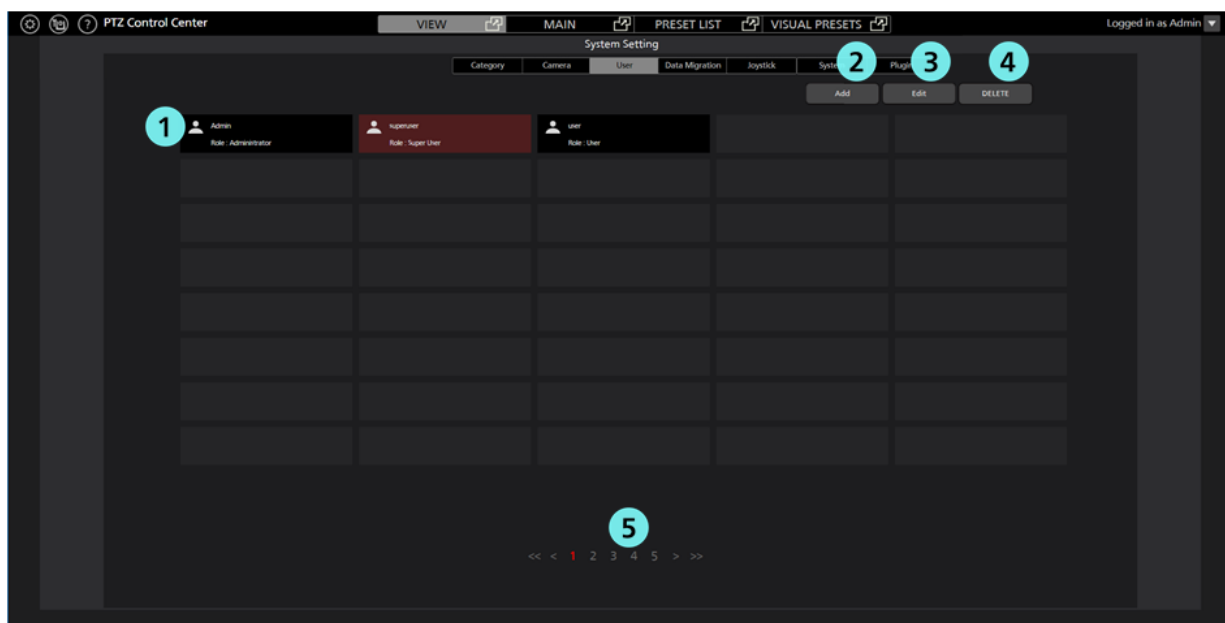 PTZ Control Center VIEW MAIN PRESET LIST VISUAL PRESETS Logged in as Admin
System Setting
Category Camera User Data Migration Joystick System Plugin
2 3 4
Add Edit DELETE
1
Admin superuser user
Role : Administrator Role : Super User Role : User
5
<< < 1 2 3 4 5 > >>